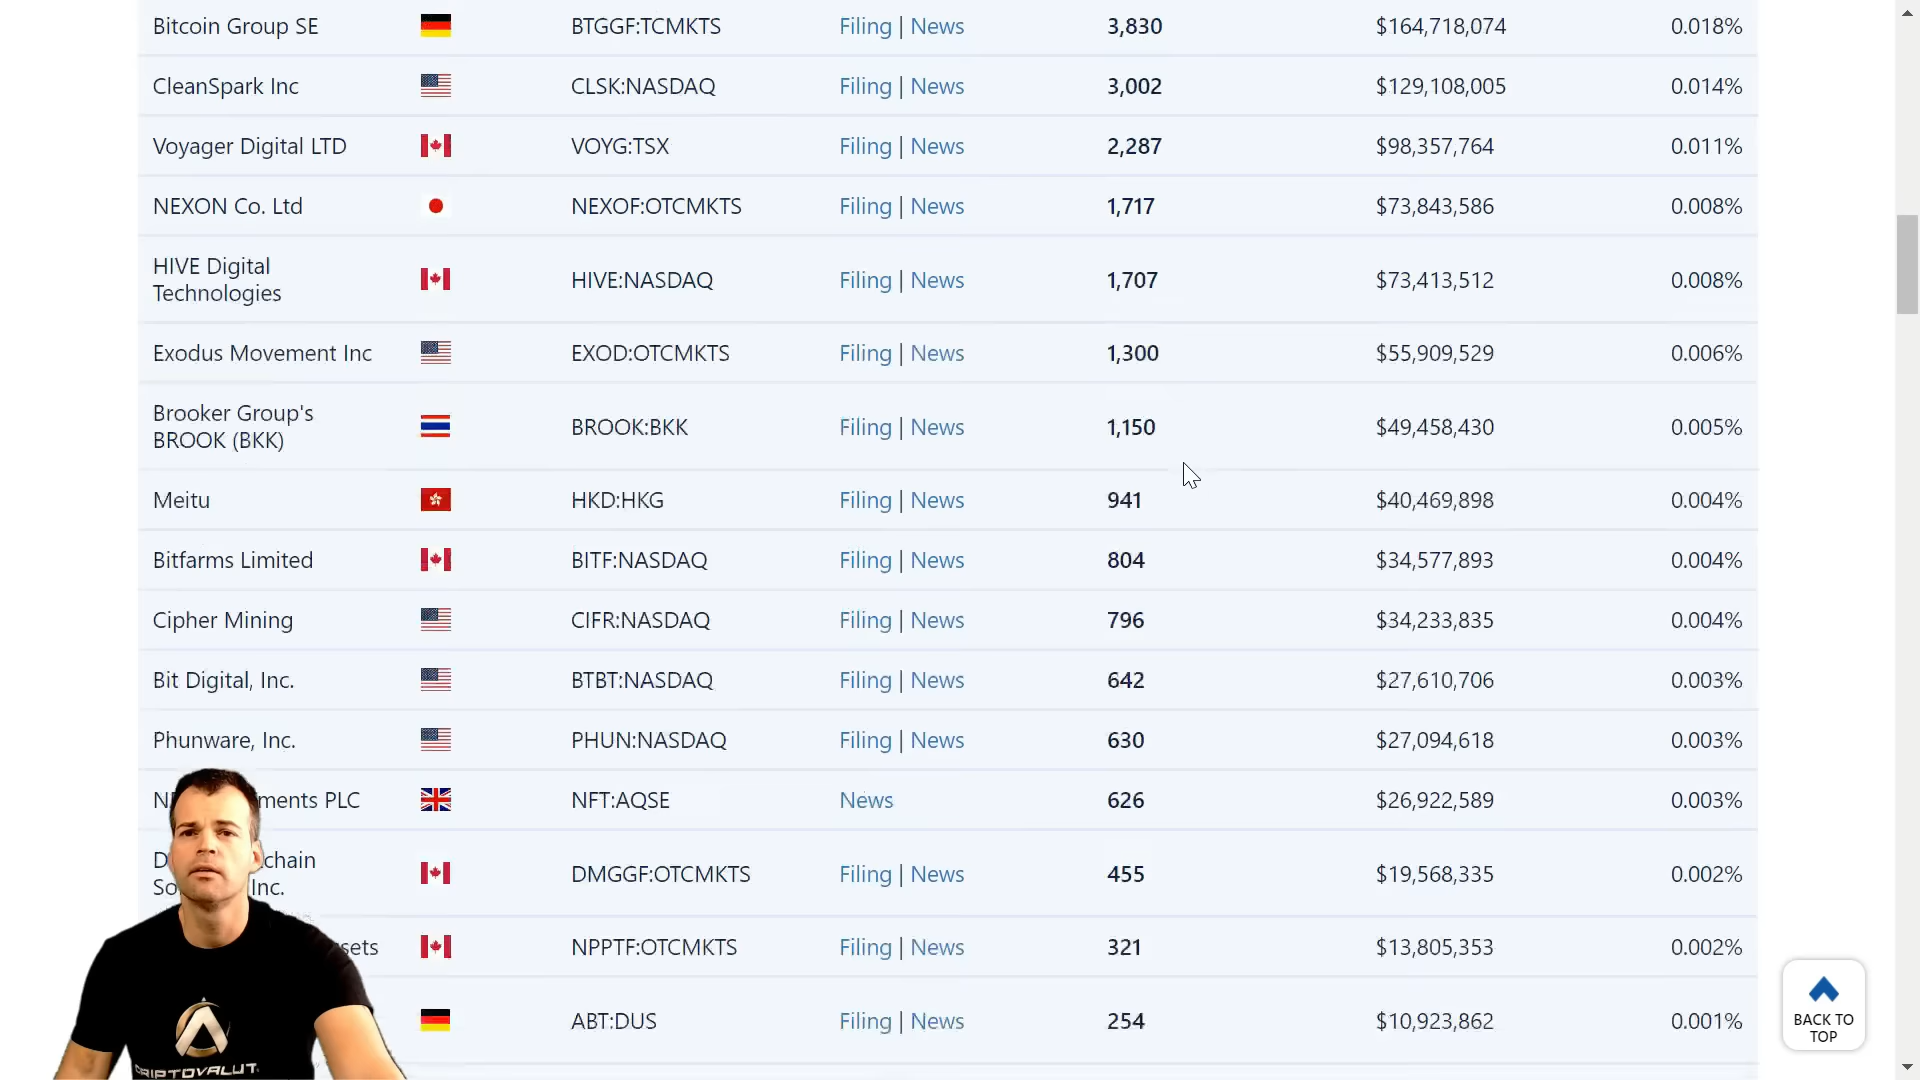 Bitcoin Group SE BTGGF:TCMKTS Filing | News 3,830 $164,718,074 0.018%
CleanSpark Inc CLSK:NASDAQ Filing | News 3,002 $129,108,005 0.014%
Voyager Digital LTD VOYG:TSX Filing | News 2,287 $98,357,764 0.011%
NEXON Co. Ltd NEXOF:OTCMKTS Filing | News 1,717 $73,843,586 0.008%
HIVE Digital
Technologies HIVE:NASDAQ Filing | News 1,707 $73,413,512 0.008%
Exodus Movement Inc EXOD:OTCMKTS Filing | News 1,300 $55,909,529 0.006%
Brooker Group's
BROOK (BKK) BROOK:BKK Filing | News 1,150 $49,458,430 0.005%
Meitu HKD:HKG Filing | News 941 $40,469,898 0.004%
Bitfarms Limited BITF:NASDAQ Filing | News 804 $34,577,893 0.004%
Cipher Mining CIFR:NASDAQ Filing | News 796 $34,233,835 0.004%
Bit Digital, Inc. BTBT:NASDAQ Filing | News 642 $27,610,706 0.003%
Phunware, Inc. PHUN:NASDAQ Filing | News 630 $27,094,618 0.003%
PLC NFT:AQSE News 626 $26,922,589 0.003%
Inc. DMGGF:OTCMKTS Filing | News 455 $19,568,335 0.002%
NPPTF:OTCMKTS Filing | News 321 $13,805,353 0.002%
ABT:DUS Filing | News 254 $10,923,862 0.001%
BACK TO
TOP
CRIPTOVALUT